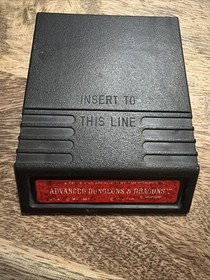 INSERT TO
THIS LINE
ADVANCED DUNGEONS & DRAGONS